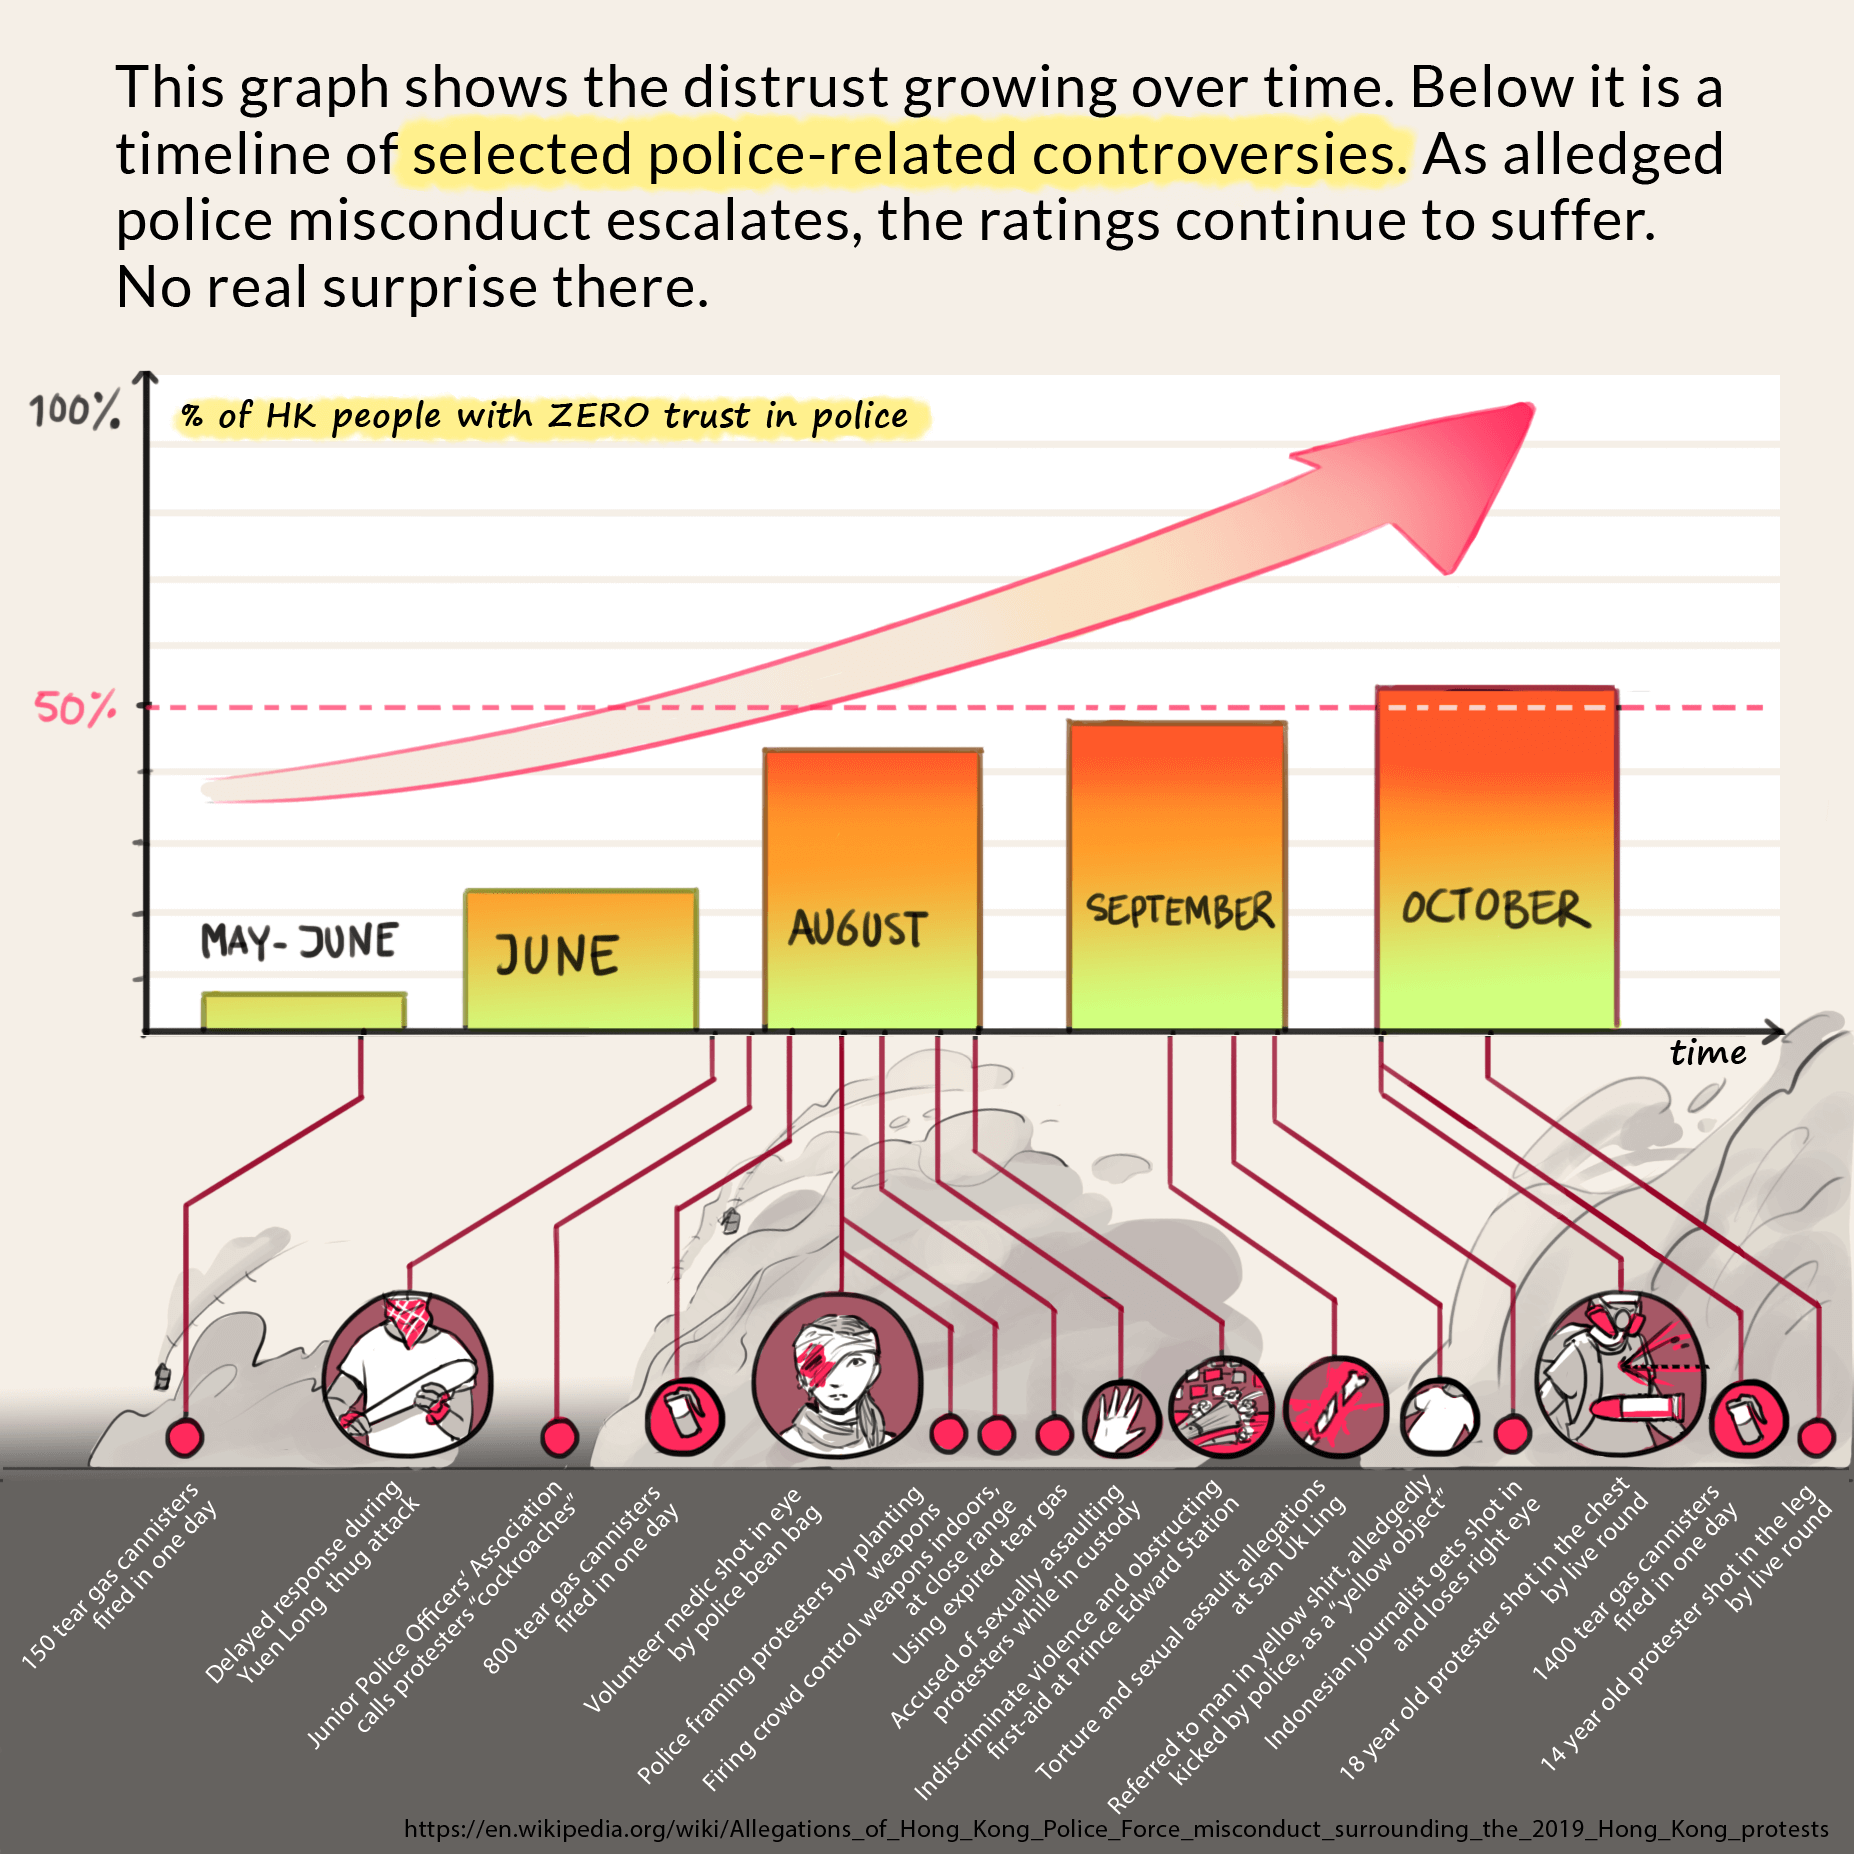 This graph shows the distrust growing over time. Below it is a
timeline of selected police-related controversies. As alledged
police misconduct escalates, the ratings continue to suffer.
No real surprise there.
100%
% of HK people with ZERO trust in police
50%
MAY-JUNE
JUNE
AUGUST
SEPTEMBER
OCTOBER
time
150 tear gas cannisters
fired in one day
Delayed response during
Yuen Long thug attack
Junior Police Officers' Association
calls protesters "cockroaches"
800 tear gas cannisters
fired in one day
Volunteer medic shot in eye
by police bean bag
Police framing protesters by planting
weapons
Firing crowd control weapons indoors,
at close range
Using expired tear gas
Accused of sexually assaulting
protesters while in custody
Indiscriminate violence and obstructing
first-aid at Prince Edward Station
Torture and sexual assault allegations
at San Uk Ling
Referred to man in yellow shirt, alledgedly
kicked by police, as a "yellow object"
Indonesian journalist gets shot in
and loses right eye
18 year old protester shot in the chest
by live round
1400 tear gas cannisters
fired in one day
14 year old protester shot in the leg
by live round
https://en.wikipedia.org/wiki/Allegations_of_Hong_Kong_Police_Force_misconduct_surrounding_the_2019_Hong_Kong_protests